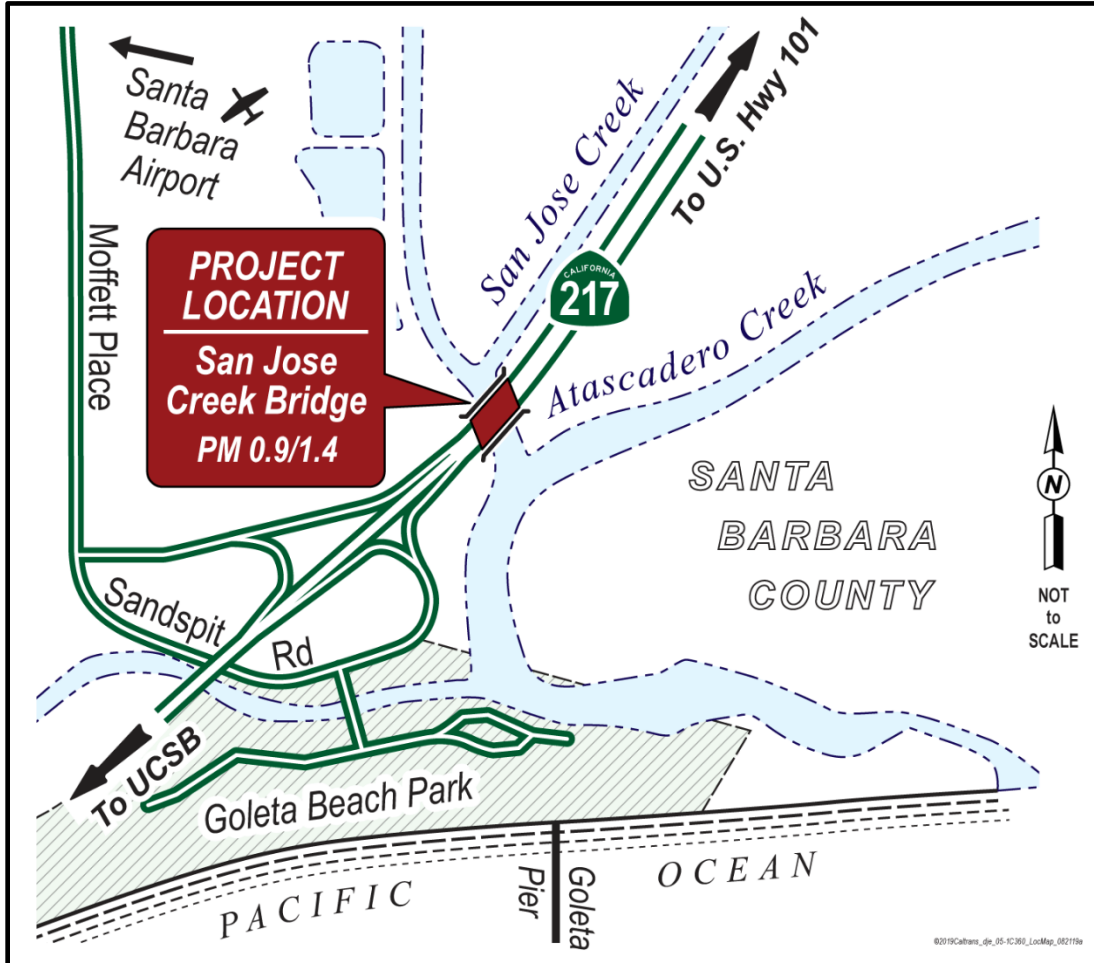 Santa
Barbara
Airport
To U.S. Hwy 101
San Jose Creek
Moffett Place
PROJECT
LOCATION
San Jose
Creek Bridge
PM 0.9/1.4
CALIFORNIA
217
Atascadero Creek
SANTA
BARBARA
COUNTY
N
NOT
to
SCALE
Sandspit
Rd
To UCSB
Goleta Beach Park
PACIFIC
OCEAN
Goleta
Pier
©2019Caltrans_dje_05-1C360_LocMap_082119a